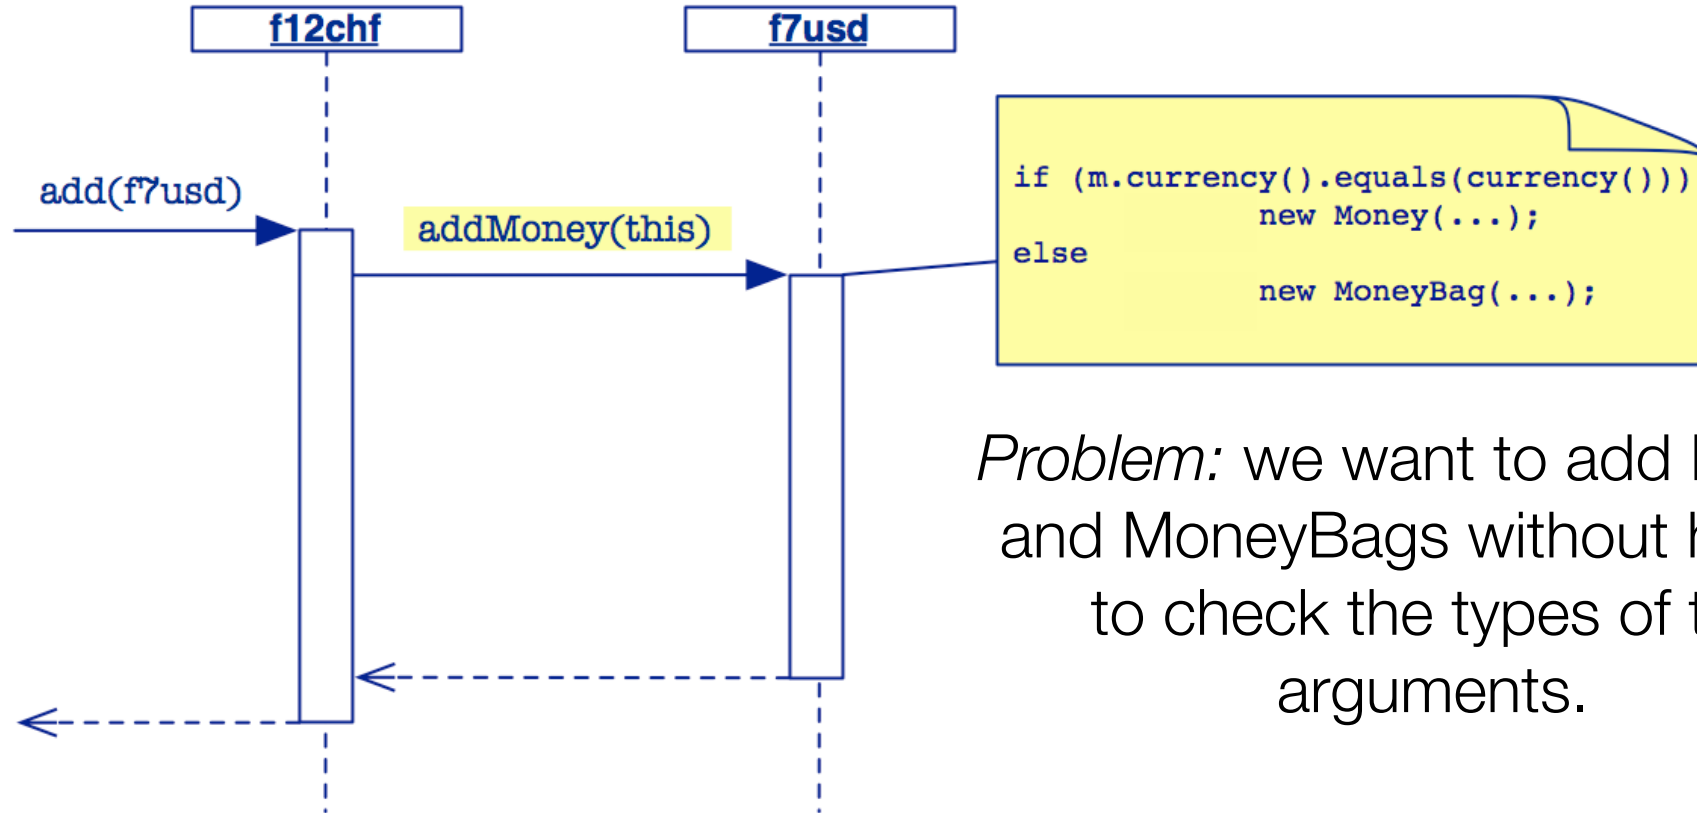 f12chf
f7usd
add(f7usd)
addMoney(this)
if (m.currency().equals(currency()))
new Money(...);
else
new MoneyBag(...);
Problem: we want to add
and MoneyBags without
to check the types of
arguments.